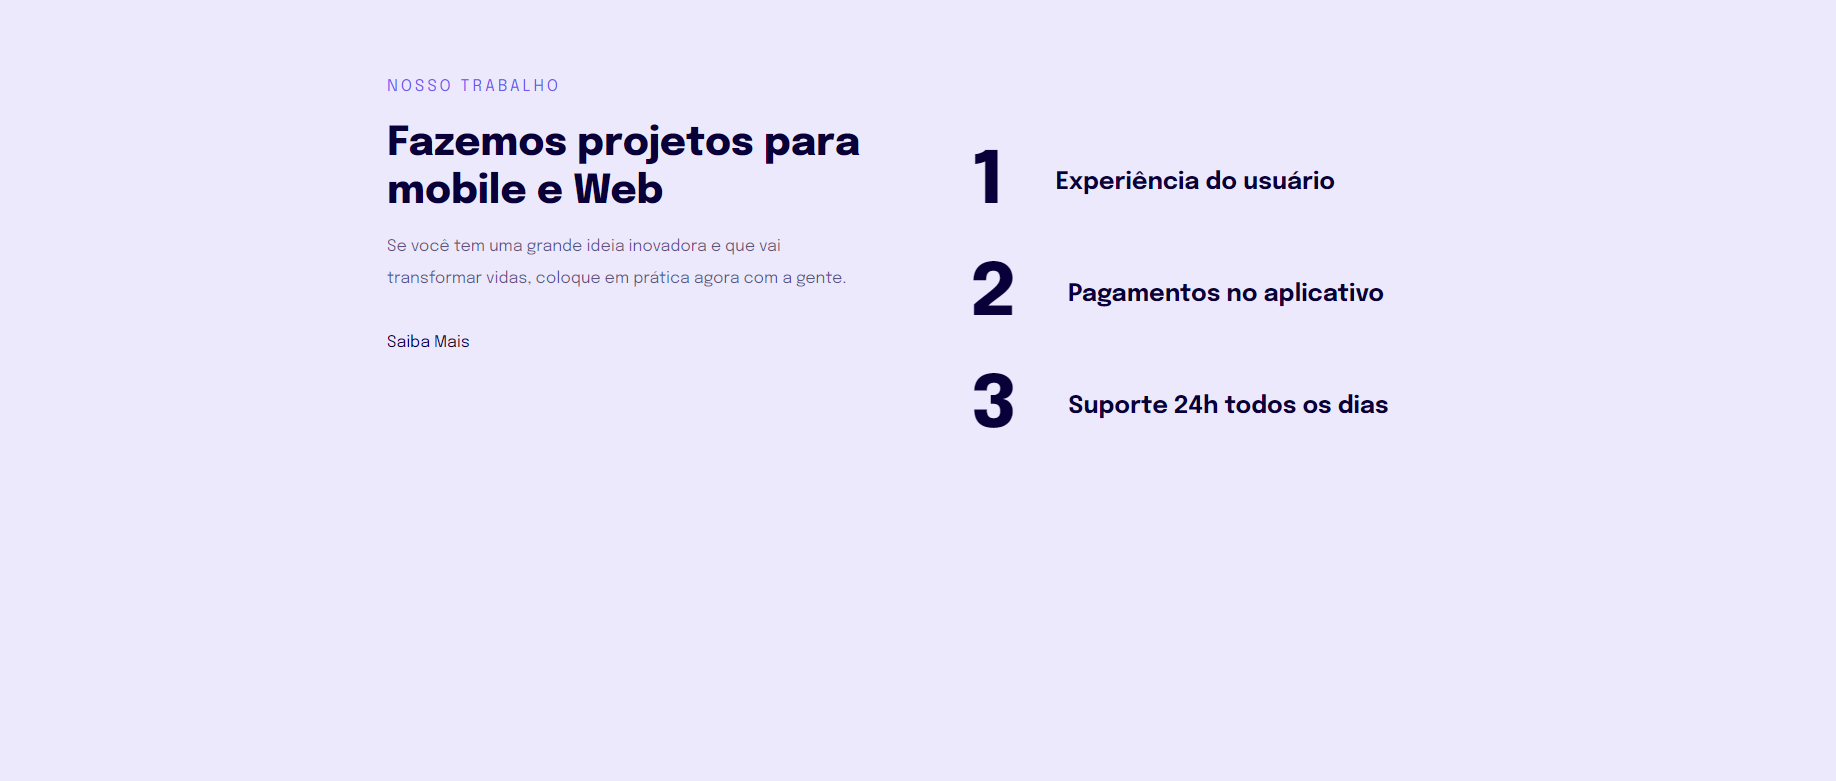 NOSSO TRABALHO
Fazemos projetos para
mobile e Web
Se você tem uma grande ideia inovadora e que vai
transformar vidas, coloque em prática agora com a gente.
Saiba Mais
1 Experiência do usuário
2 Pagamentos no aplicativo
3 Suporte 24h todos os dias